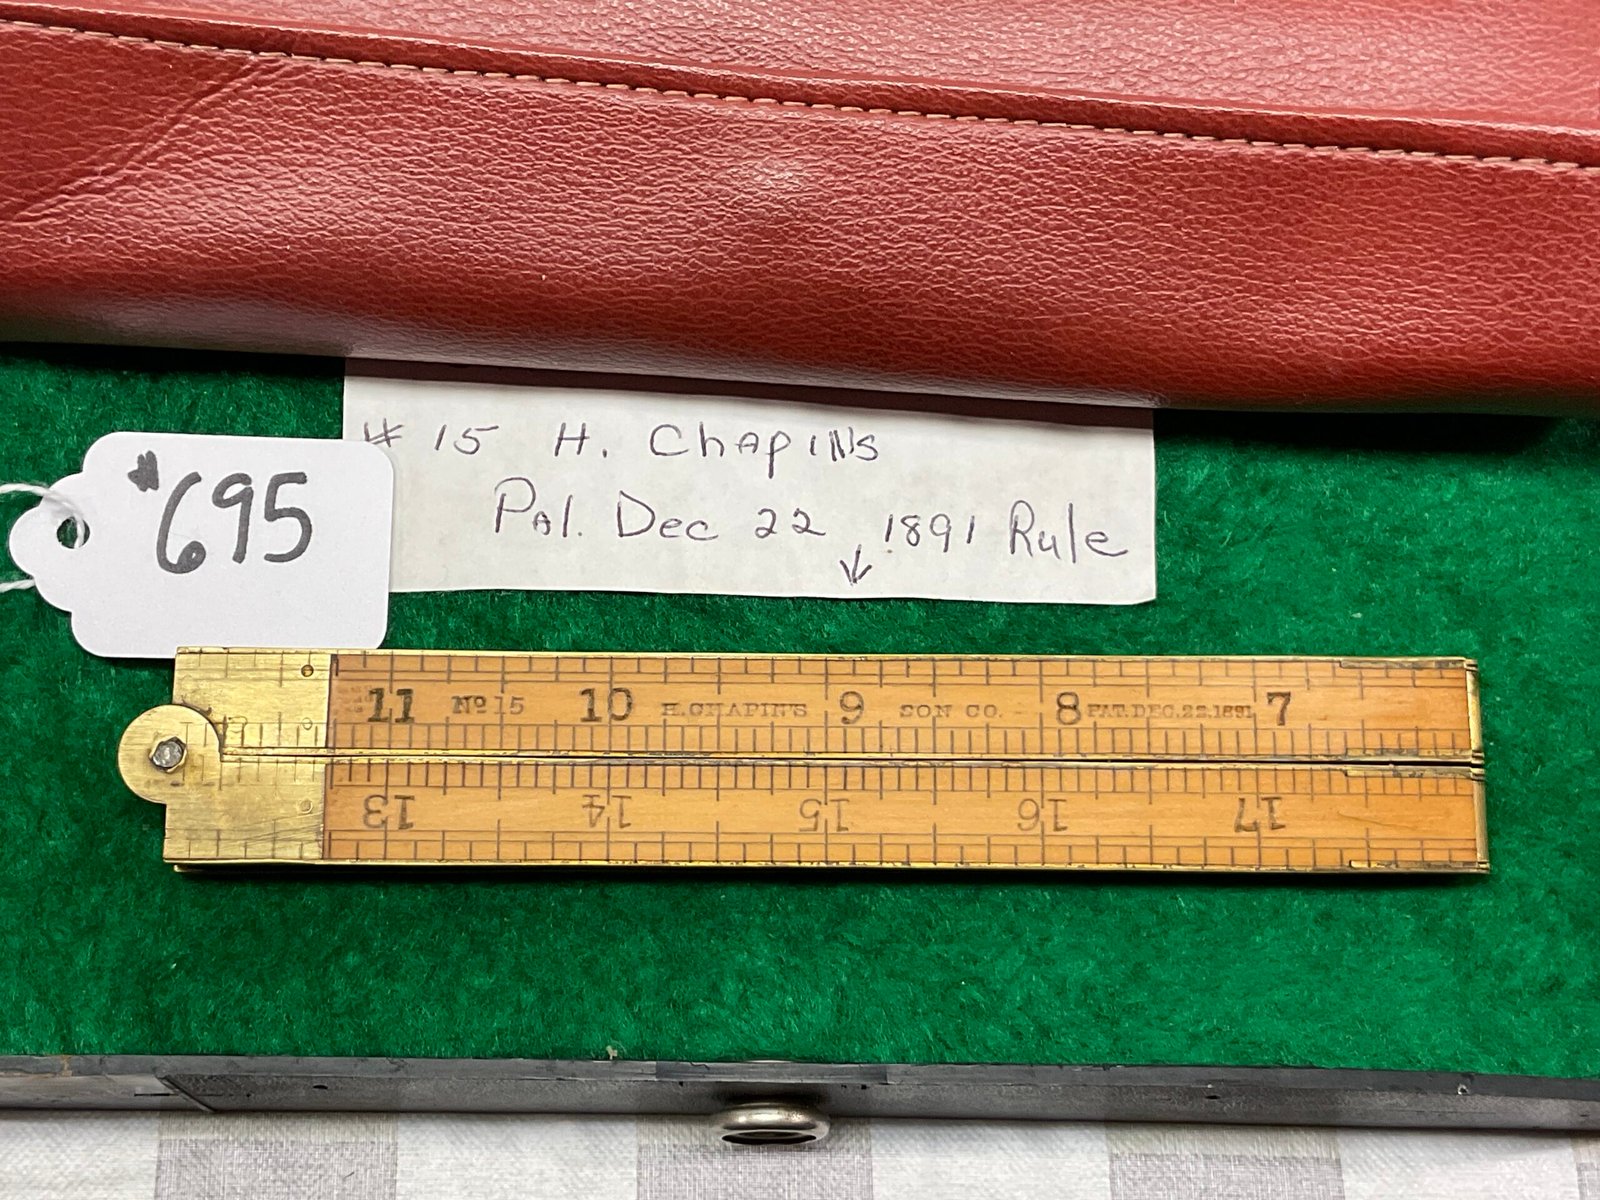 # 15 H. Chapin's
Pat. Dec 22 1891 Rule
#695
11 No 15 10 H. CHAPIN'S 9 SON CO. 8 PAT. DEC. 22. 1891 7
13 14 15 16 17